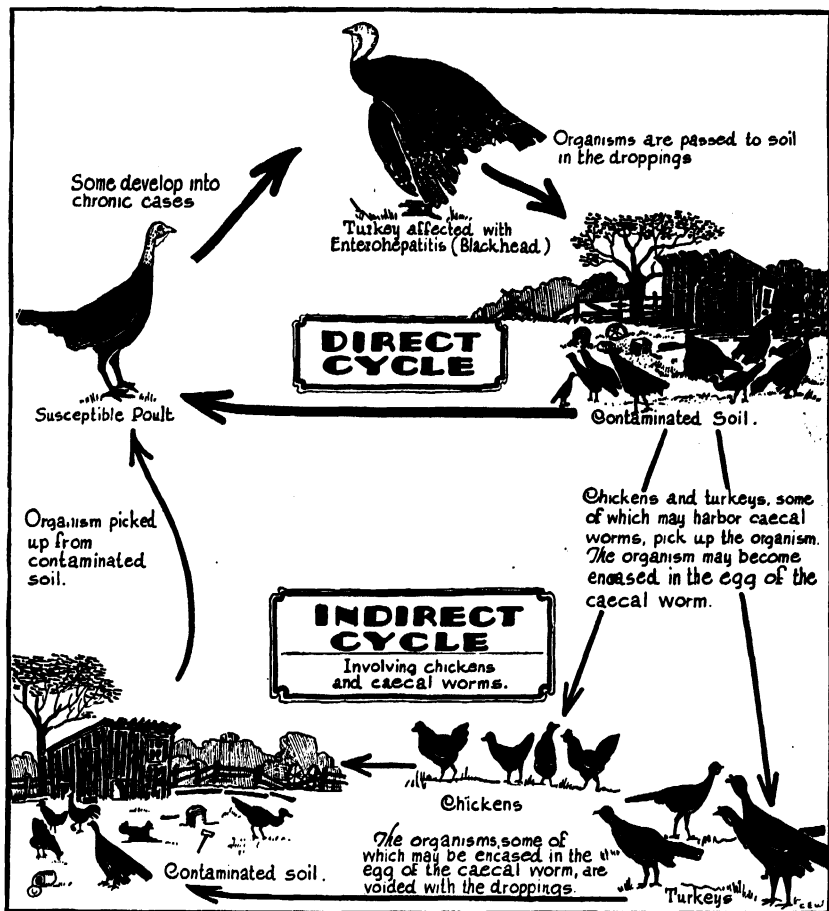 Organisms are passed to soil
in the droppings
Some develop into
chronic cases
Turkey affected with
Enterohepatitis (Blackhead)
DIRECT
CYCLE
Susceptible Poult
Contaminated Soil.
Chickens and turkeys, some
of which may harbor caecal
worms, pick up the organism.
The organism may become
encased in the egg of the
caecal worm.
Organism picked
up from
contaminated
soil.
INDIRECT
CYCLE
Involving chickens
and caecal worms.
Chickens
The organisms, some of
which may be encased in the
egg of the caecal worm, are
voided with the droppings.
Contaminated soil.
Turkeys